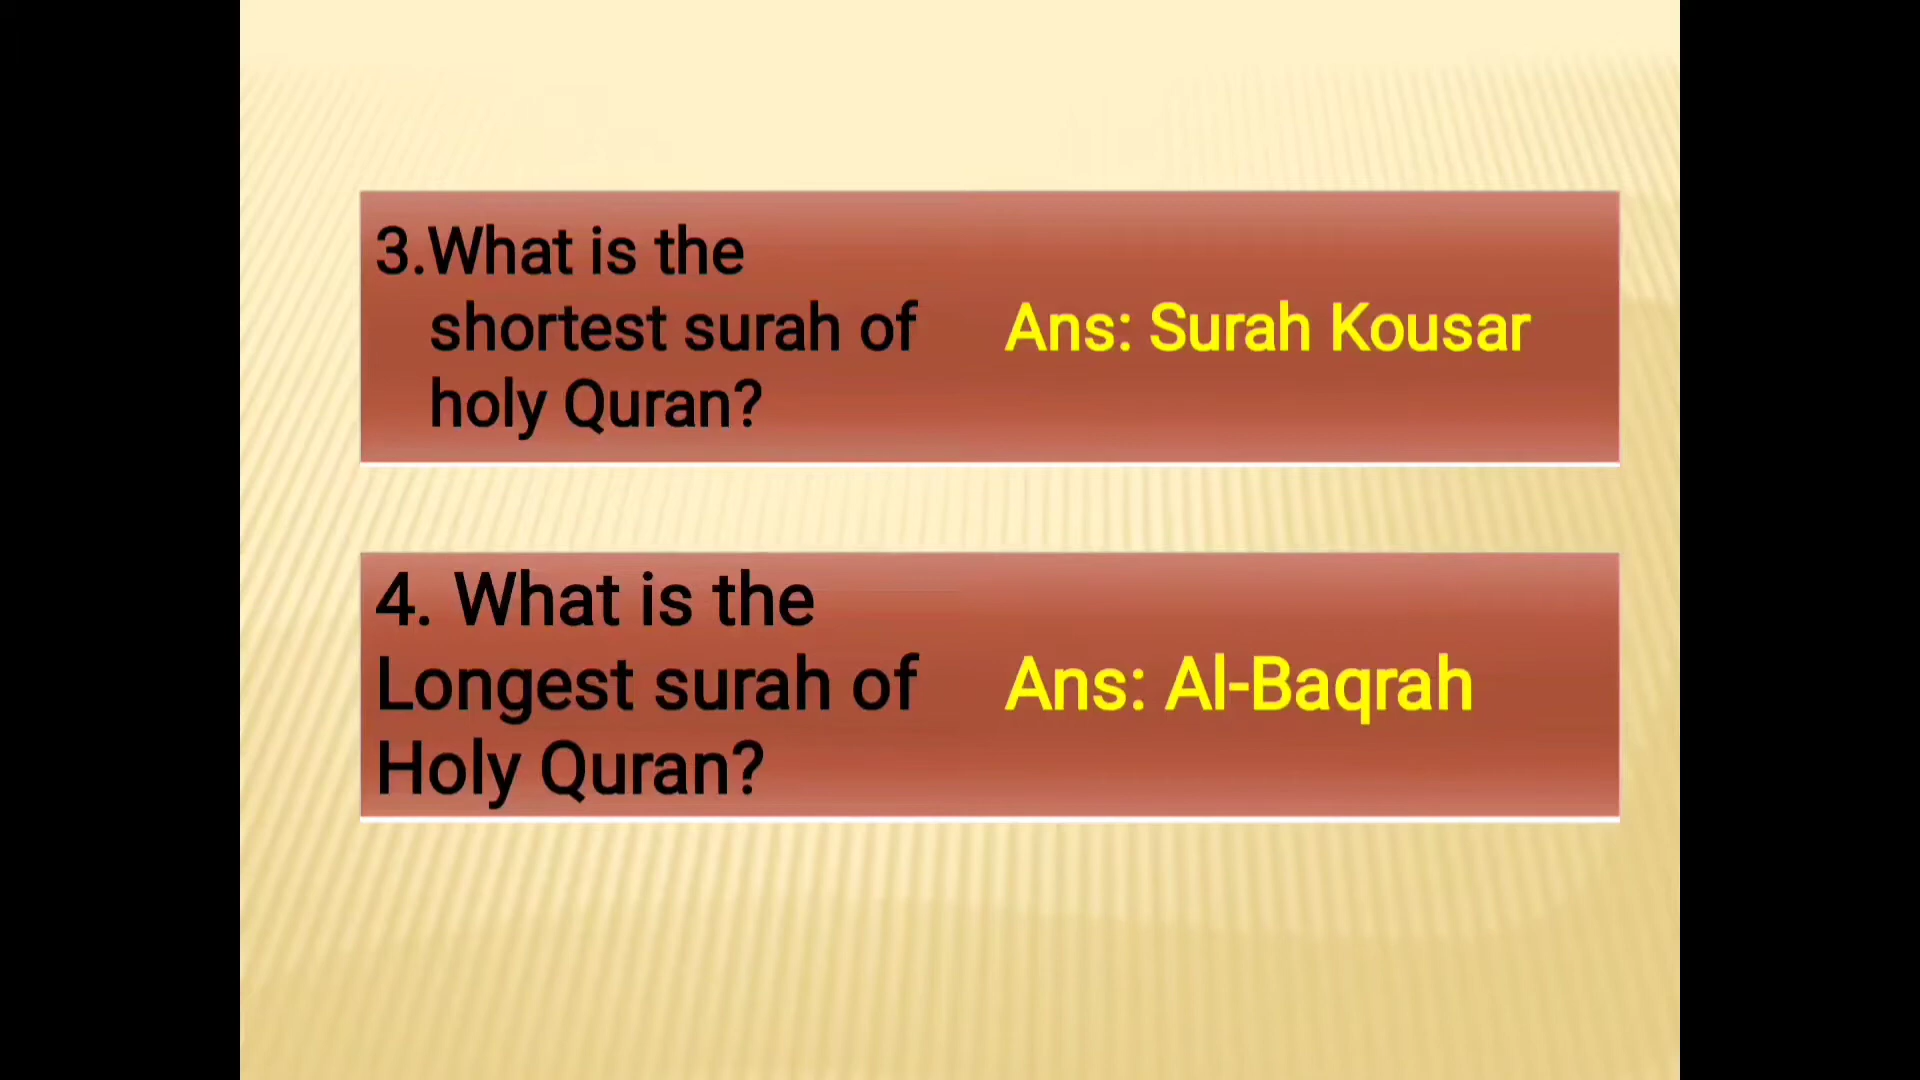 3.What is the
shortest surah of
holy Quran?
Ans: Surah Kousar
4. What is the
Longest surah of
Holy Quran?
Ans: Al-Baqrah